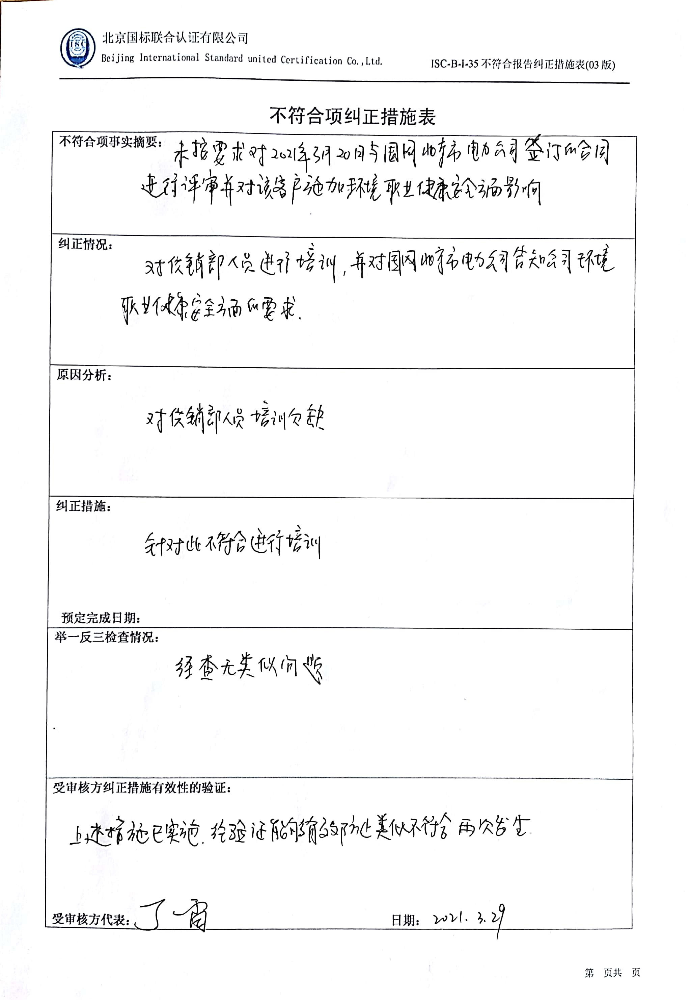 ISC
北京国标联合认证有限公司
Beijing International Standard united Certification Co.,Ltd.
ISC-B-I-35 不符合报告纠正措施表(03 版)
不符合项纠正措施表
不符合项事实摘要:
未按要求对2021年3月20日与国网北京市电力公司签订的合同
进行评审并对该客户施加环境职业健康安全方面影响
纠正情况:
对供销部人员进行培训,并对国网北京市电力公司告知公司环境
职业健康安全方面的要求.
原因分析:
对供销部人员培训欠缺
纠正措施:
针对此不符合进行培训
预定完成日期:
举一反三检查情况:
经查无类似问题
受审核方纠正措施有效性的验证:
上述措施已实施.经验证能够有效防止类似不符合再次发生.
受审核方代表:
日期: 2021.3.29
第 页共 页